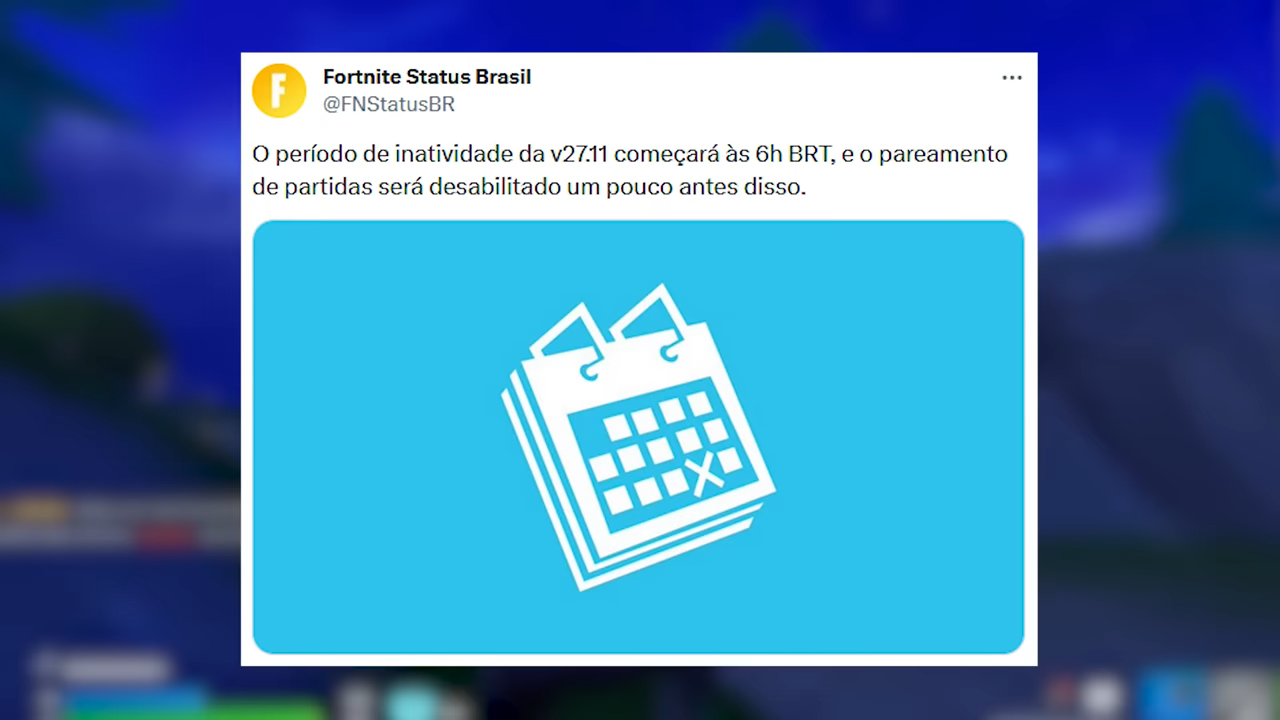 Fortnite Status Brasil
@FNStatusBR
O período de inatividade da v27.11 começará às 6h BRT, e o pareamento
de partidas será desabilitado um pouco antes disso.